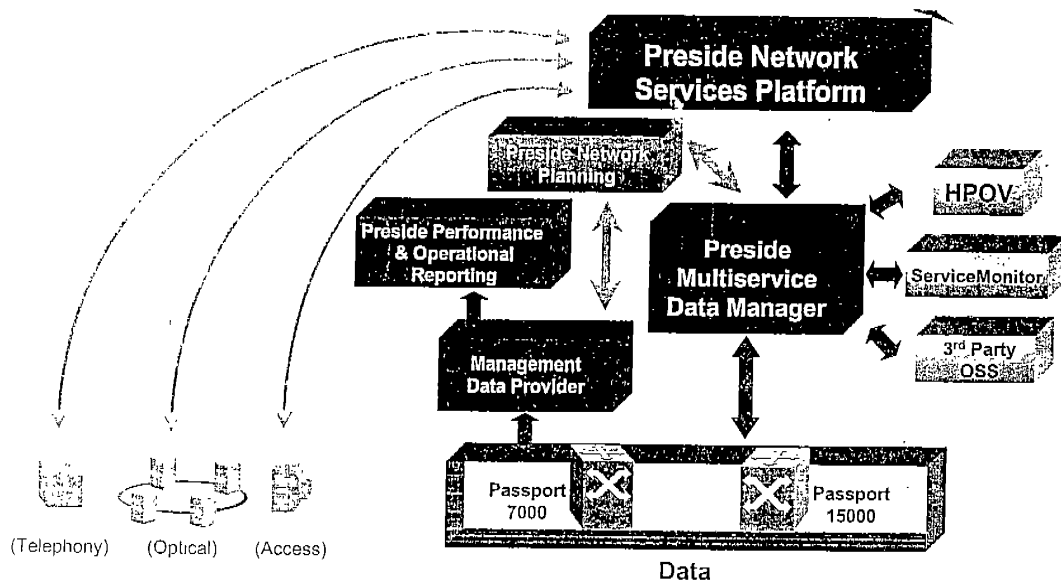 Preside Network
Services Platform
Preside Network
Planning
Preside Performance
& Operational
Reporting
Preside
Multiservice
Data Manager
HPOV
ServiceMonitor
3rd Party
OSS
Management
Data Provider
Passport
7000
Passport
15000
(Telephony)
(Optical)
(Access)
Data